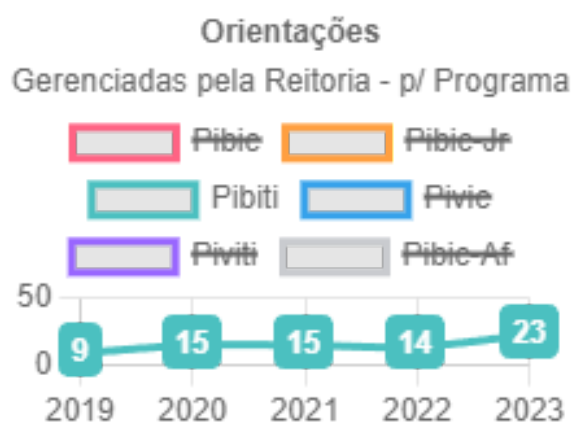 Orientações
Gerenciadas pela Reitoria - p/ Programa
Pibic Pibic-Jr
Pibiti Pivic
Piviti Pibic-Af
50
9 15 15 14 23
0
2019 2020 2021 2022 2023